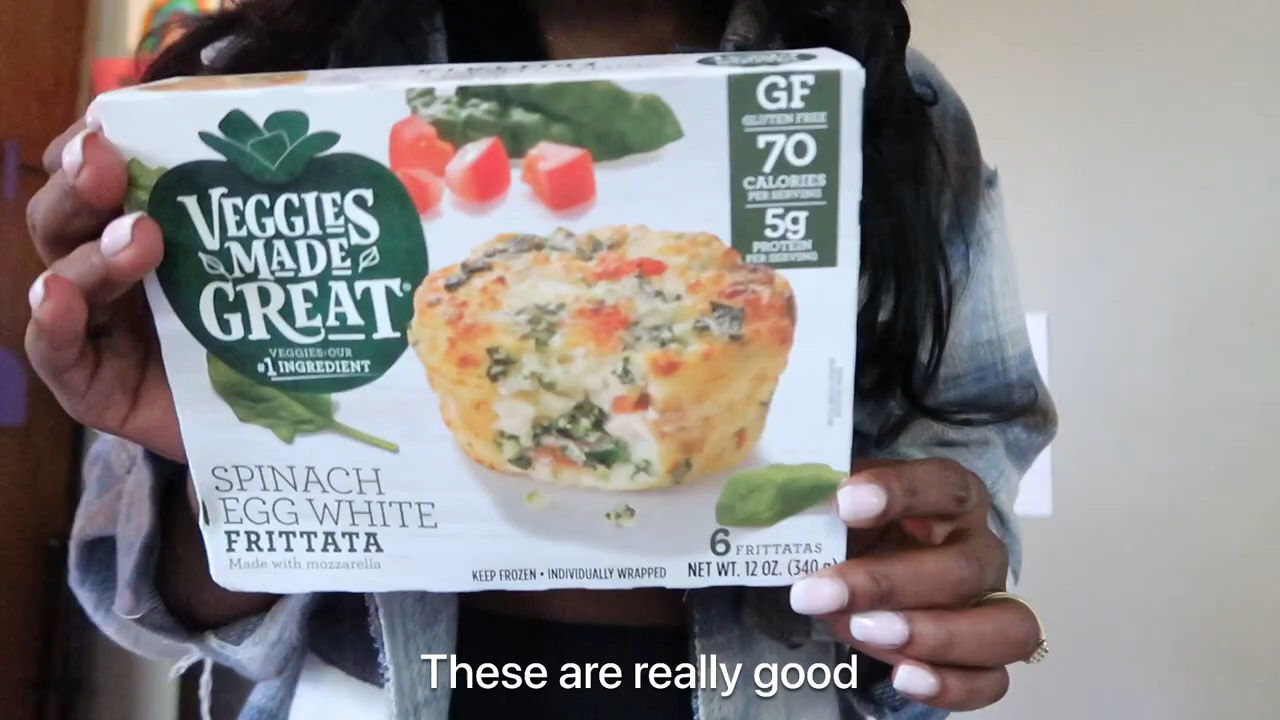 VEGGIES
MADE
GREAT®
VEGGIES: OUR
#1 INGREDIENT
GF
GLUTEN FREE
70
CALORIES
PER SERVING
5g
PROTEIN
PER SERVING
SPINACH
EGG WHITE
FRITTATA
Made with mozzarella
6 FRITTATAS
KEEP FROZEN • INDIVIDUALLY WRAPPED
NET WT. 12 OZ. (340 g)
These are really good